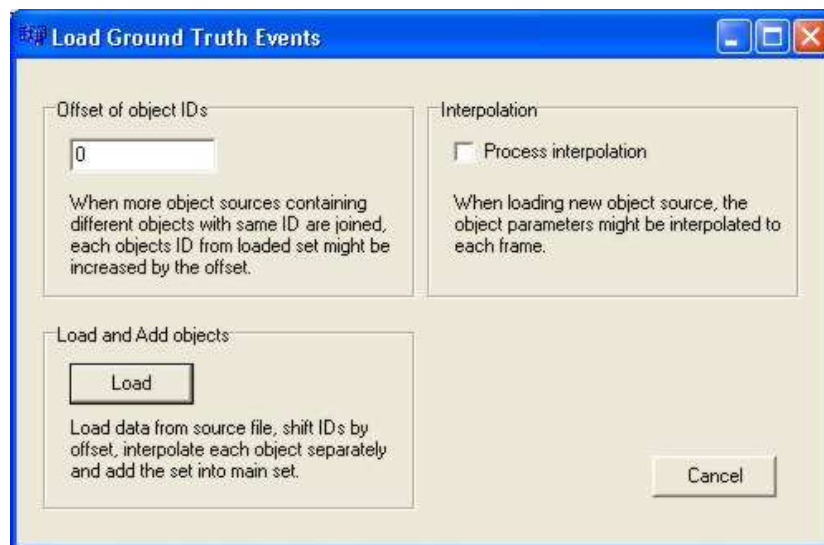 Load Ground Truth Events
Offset of object IDs
0
When more object sources containing
different objects with same ID are joined,
each objects ID from loaded set might be
increased by the offset.
Interpolation
Process interpolation
When loading new object source, the
object parameters might be interpolated to
each frame.
Load and Add objects
Load
Load data from source file, shift IDs by
offset, interpolate each object separately
and add the set into main set.
Cancel